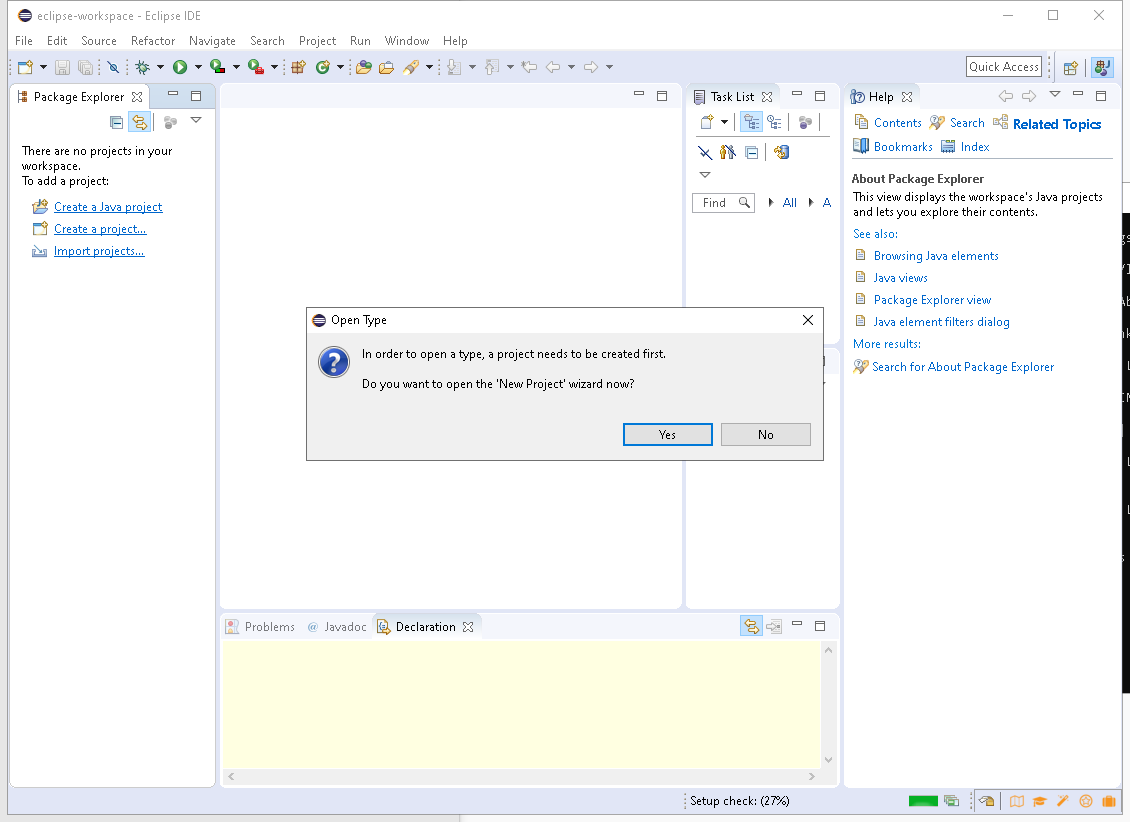 eclipse-workspace - Eclipse IDE
File Edit Source Refactor Navigate Search Project Run Window Help
Quick Access
Package Explorer
There are no projects in your
workspace.
To add a project:
Create a Java project
Create a project...
Import projects...
Task List
Find All A
Help
Contents Search Related Topics
Bookmarks Index
About Package Explorer
This view displays the workspace's Java projects
and lets you explore their contents.
See also:
Browsing Java elements
Java views
Package Explorer view
Java element filters dialog
More results:
Search for About Package Explorer
Open Type
In order to open a type, a project needs to be created first.
Do you want to open the 'New Project' wizard now?
Yes No
Problems @ Javadoc Declaration
Setup check: (27%)